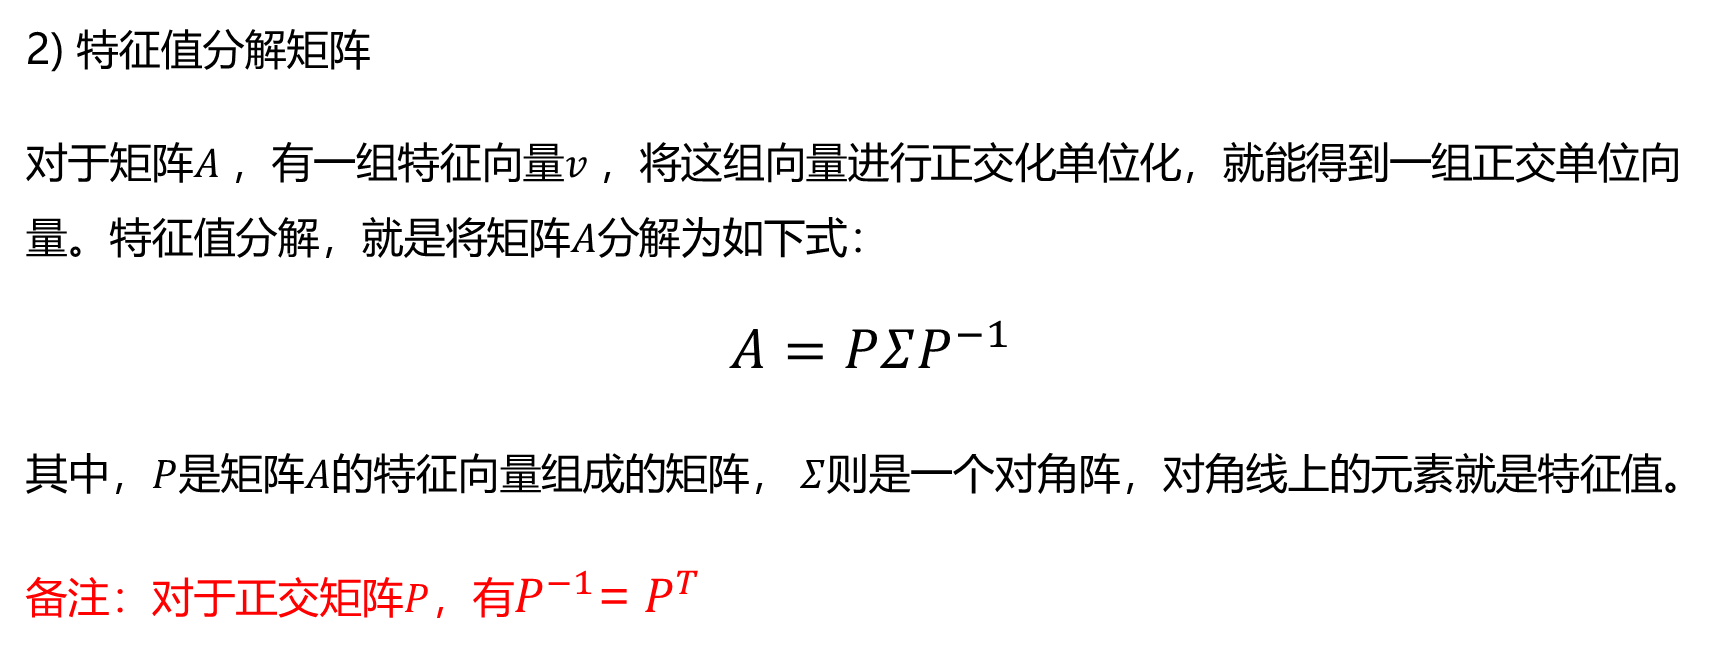 2) 特征值分解矩阵
对于矩阵A ，有一组特征向量v ，将这组向量进行正交化单位化，就能得到一组正交单位向
量。特征值分解，就是将矩阵A分解为如下式：
A = PΣP⁻¹
其中，P是矩阵A的特征向量组成的矩阵， Σ则是一个对角阵，对角线上的元素就是特征值。
备注：对于正交矩阵P，有P⁻¹= Pᵀ